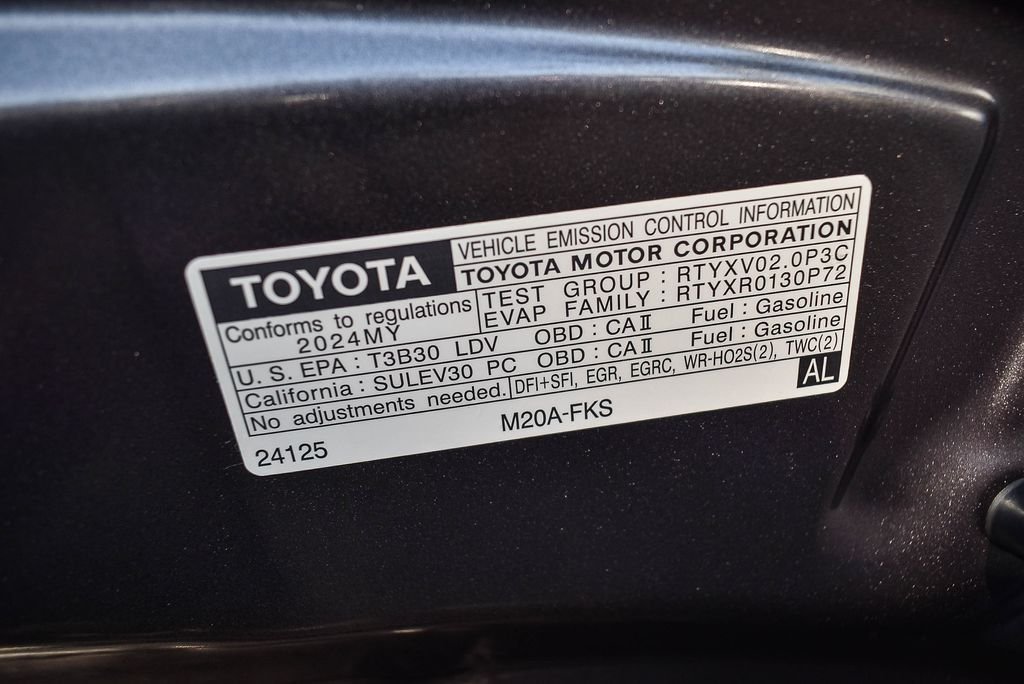 TOYOTA
VEHICLE EMISSION CONTROL INFORMATION
TOYOTA MOTOR CORPORATION
Conforms to regulations
2024MY
TEST GROUP : RTYXV02.0P3C
EVAP FAMILY : RTYXR0130P72
U. S. EPA : T3B30 LDV OBD : CAⅡ Fuel : Gasoline
California : SULEV30 PC OBD : CAⅡ Fuel : Gasoline
No adjustments needed. DFI+SFI, EGR, EGRC, WR-HO2S(2), TWC(2)
24125 M20A-FKS AL